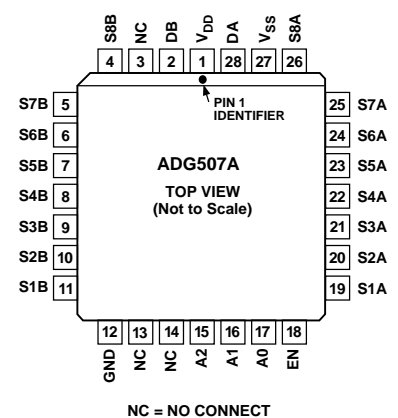 S8B NC DB VDD DA VSS S8A
4 3 2 1 28 27 26
PIN 1
IDENTIFIER
S7B 5 25 S7A
S6B 6 24 S6A
S5B 7 ADG507A 23 S5A
S4B 8 TOP VIEW 22 S4A
(Not to Scale)
S3B 9 21 S3A
S2B 10 20 S2A
S1B 11 19 S1A
12 13 14 15 16 17 18
GND NC NC A2 A1 A0 EN
NC = NO CONNECT